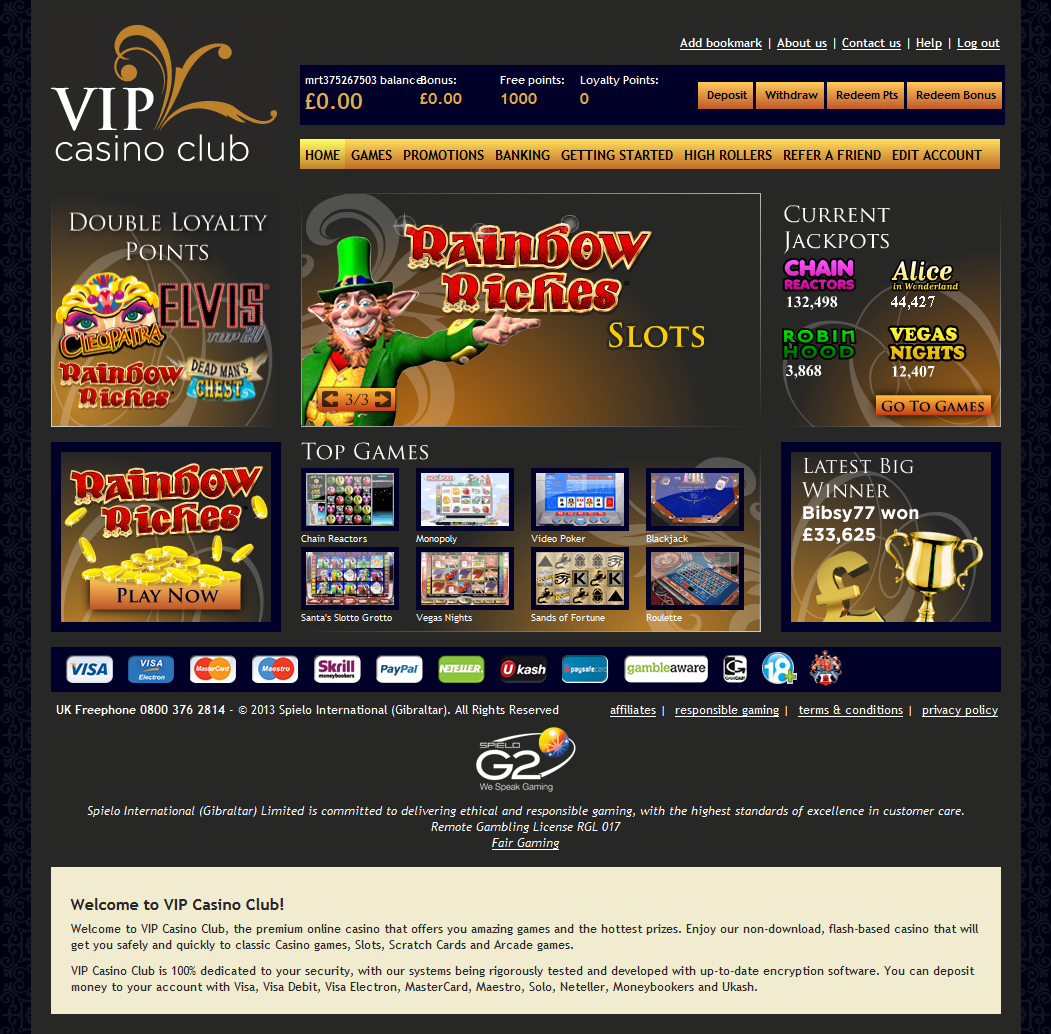 VIP
casino club
Add bookmark | About us | Contact us | Help | Log out
mrt375267503 balance: Bonus: Free points: Loyalty Points:
£0.00 £0.00 1000 0
Deposit Withdraw Redeem Pts Redeem Bonus
HOME GAMES PROMOTIONS BANKING GETTING STARTED HIGH ROLLERS REFER A FRIEND EDIT ACCOUNT
Double Loyalty
Points
CLEOPATRA
ELVIS
TOP 20
Rainbow
Riches
DEAD MAN'S
CHEST
Rainbow
Riches
Slots
3/3
Current
Jackpots
CHAIN
REACTORS
132,498
Alice
in Wonderland
44,427
ROBIN
HOOD
3,868
VEGAS
NIGHTS
12,407
Go To Games
Rainbow
Riches
Play Now
Top Games
Chain Reactors Monopoly Video Poker Blackjack
Santa's Slotto Grotto Vegas Nights Sands of Fortune Roulette
Latest Big
Winner
Bibsy77 won
£33,625
VISA
VISA
Electron
MasterCard
Maestro
Skrill
moneybookers
PayPal
NETELLER
Ukash
paysafecard
gambleaware
GAMCARE
18+
UK Freephone 0800 376 2814 - © 2013 Spielo International (Gibraltar). All Rights Reserved
affiliates | responsible gaming | terms & conditions | privacy policy
SPIELO
G2
We Speak Gaming
Spielo International (Gibraltar) Limited is committed to delivering ethical and responsible gaming, with the highest standards of excellence in customer care.
Remote Gambling License RGL 017
Fair Gaming
Welcome to VIP Casino Club!
Welcome to VIP Casino Club, the premium online casino that offers you amazing games and the hottest prizes. Enjoy our non-download, flash-based casino that will
get you safely and quickly to classic Casino games, Slots, Scratch Cards and Arcade games.
VIP Casino Club is 100% dedicated to your security, with our systems being rigorously tested and developed with up-to-date encryption software. You can deposit
money to your account with Visa, Visa Debit, Visa Electron, MasterCard, Maestro, Solo, Neteller, Moneybookers and Ukash.